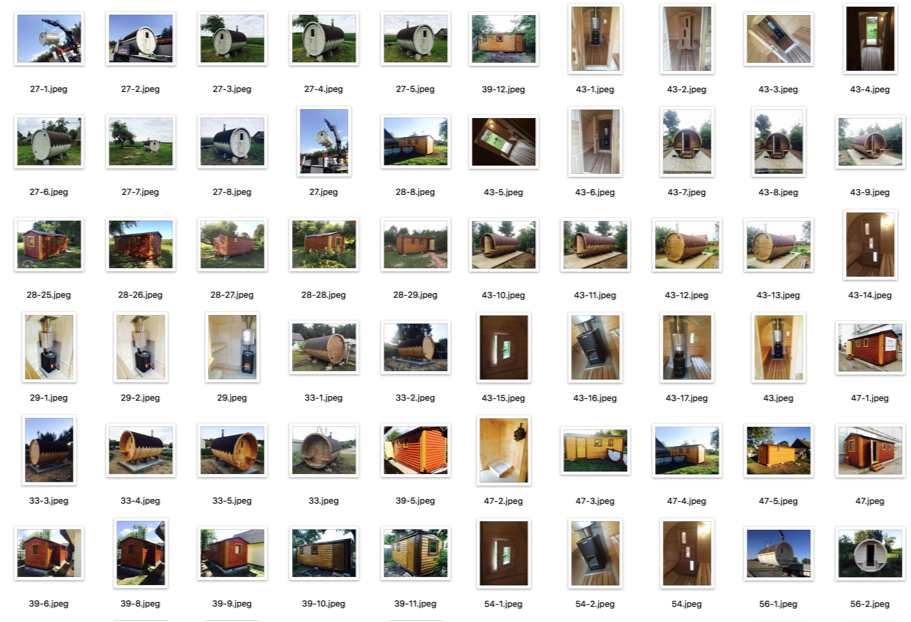 27-1.jpeg 27-2.jpeg 27-3.jpeg 27-4.jpeg 27-5.jpeg 39-12.jpeg 43-1.jpeg 43-2.jpeg 43-3.jpeg 43-4.jpeg
27-6.jpeg 27-7.jpeg 27-8.jpeg 27.jpeg 28-8.jpeg 43-5.jpeg 43-6.jpeg 43-7.jpeg 43-8.jpeg 43-9.jpeg
28-25.jpeg 28-26.jpeg 28-27.jpeg 28-28.jpeg 28-29.jpeg 43-10.jpeg 43-11.jpeg 43-12.jpeg 43-13.jpeg 43-14.jpeg
29-1.jpeg 29-2.jpeg 29.jpeg 33-1.jpeg 33-2.jpeg 43-15.jpeg 43-16.jpeg 43-17.jpeg 43.jpeg 47-1.jpeg
33-3.jpeg 33-4.jpeg 33-5.jpeg 33.jpeg 39-5.jpeg 47-2.jpeg 47-3.jpeg 47-4.jpeg 47-5.jpeg 47.jpeg
39-6.jpeg 39-8.jpeg 39-9.jpeg 39-10.jpeg 39-11.jpeg 54-1.jpeg 54-2.jpeg 54.jpeg 56-1.jpeg 56-2.jpeg